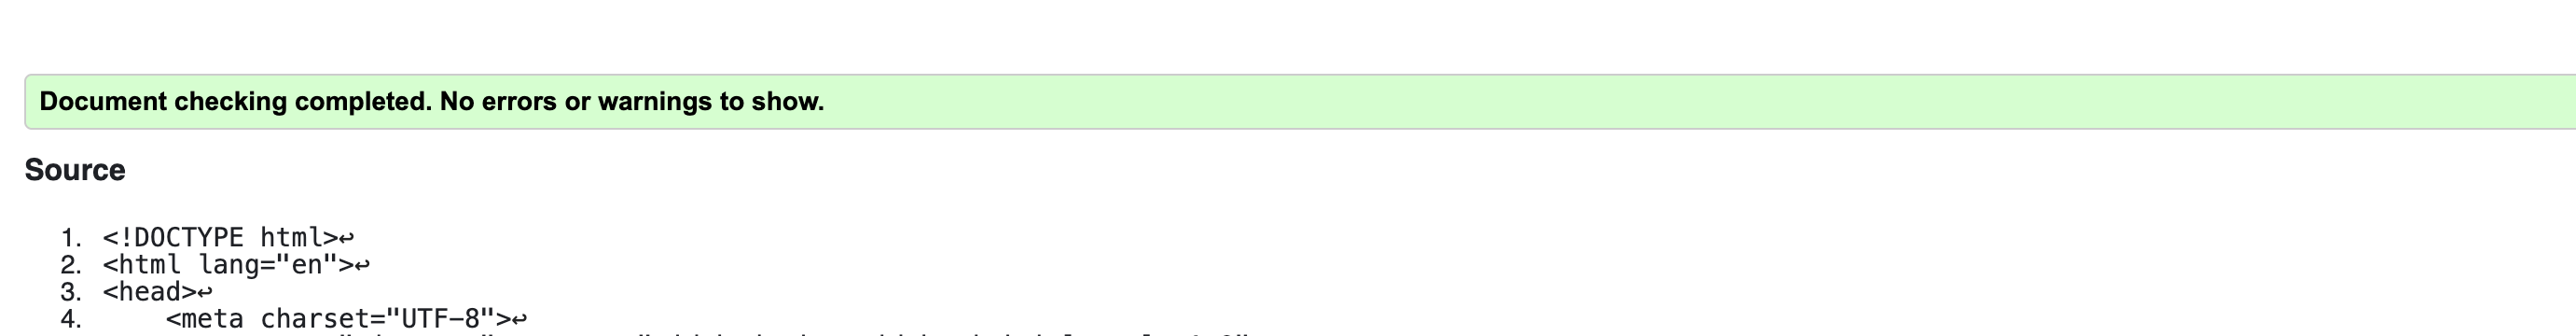 Document checking completed. No errors or warnings to show.
Source
1. <!DOCTYPE html>↩
2. <html lang="en">↩
3. <head>↩
4.     <meta charset="UTF-8">↩